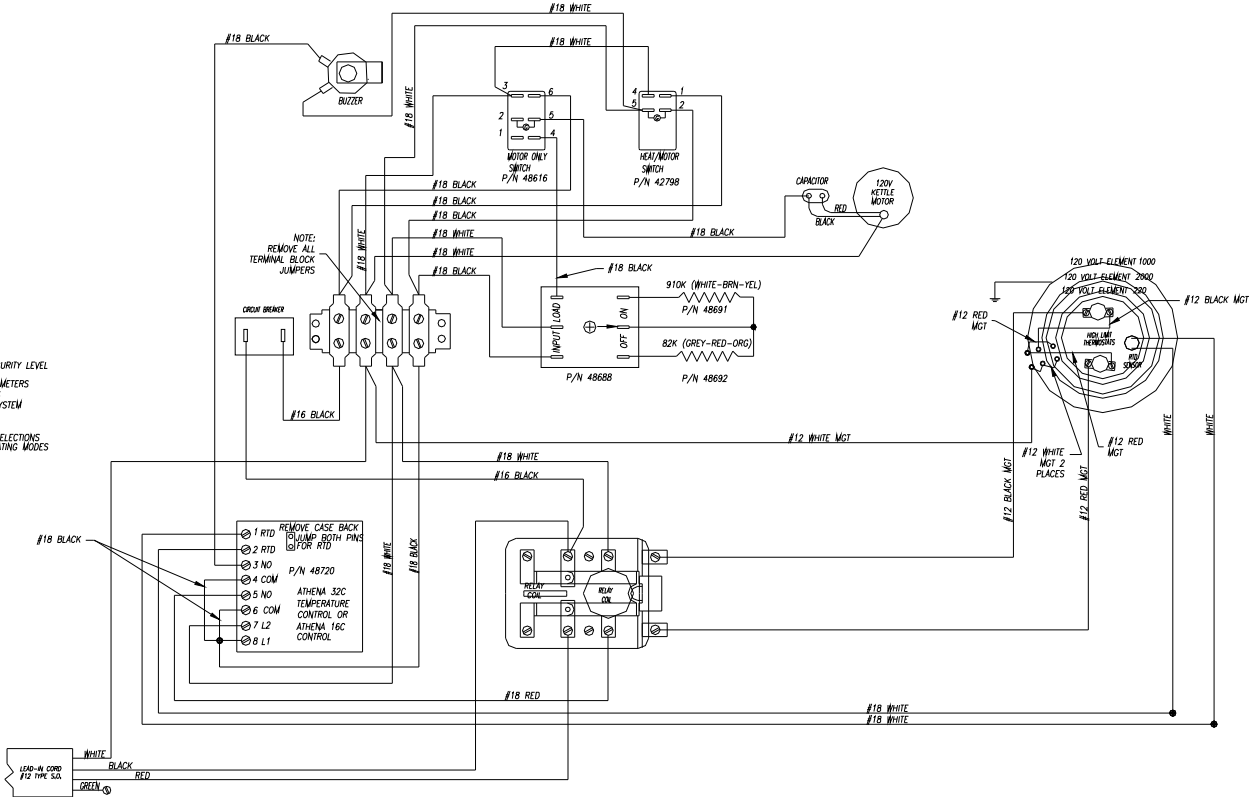 #18 WHITE
#18 BLACK
#18 WHITE
#18 WHITE
BUZZER
3
6
2
5
1
4
4
1
5
2
MOTOR ONLY
SWITCH
P/N 48616
HEAT/MOTOR
SWITCH
P/N 42798
#18 BLACK
#18 BLACK
#18 BLACK
#18 WHITE
#18 WHITE
#18 BLACK
#18 WHITE
CAPACITOR
RED
BLACK
120V
KETTLE
MOTOR
#18 BLACK
NOTE:
REMOVE ALL
TERMINAL BLOCK
JUMPERS
#18 BLACK
CIRCUIT BREAKER
INPUT
LOAD
ON
OFF
P/N 48688
910K (WHITE-BRN-YEL)
P/N 48691
82K (GREY-RED-ORG)
P/N 48692
120 VOLT ELEMENT 1000
120 VOLT ELEMENT 2000
120 VOLT ELEMENT 220
#12 BLACK MGT
#12 RED
MGT
HIGH LIMIT
THERMOSTATS
RTD
SENSOR
URITY LEVEL
METERS
YSTEM
ELECTIONS
TING MODES
#16 BLACK
#12 WHITE MGT
#12 WHITE
MGT 2
PLACES
#12 RED
MGT
WHITE
WHITE
#12 BLACK MGT
#12 RED MGT
#18 WHITE
#16 BLACK
#18 BLACK
#18 WHITE
#18 BLACK
1 RTD
2 RTD
3 NO
4 COM
5 NO
6 COM
7 L2
8 L1
REMOVE CASE BACK
JUMP BOTH PINS
FOR RTD
P/N 48720
ATHENA 32C
TEMPERATURE
CONTROL OR
ATHENA 16C
CONTROL
RELAY
COIL
RELAY
COIL
#18 RED
#18 WHITE
#18 WHITE
LEAD-IN CORD
#12 TYPE S.O.
WHITE
BLACK
RED
GREEN